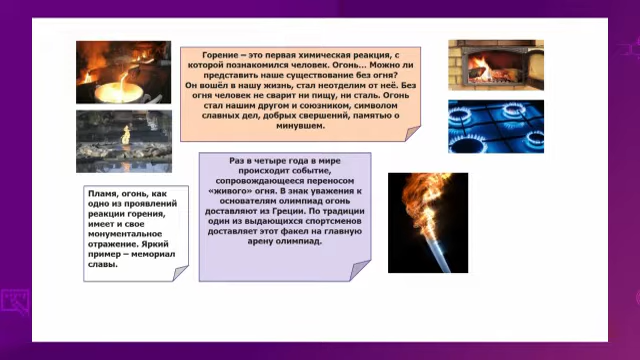 Горение – это первая химическая реакция, с
которой познакомился человек. Огонь... Можно ли
представить наше существование без огня?
Он вошёл в нашу жизнь, стал неотделим от неё. Без
огня человек не сварит ни пищу, ни сталь. Огонь
стал нашим другом и союзником, символом
славных дел, добрых свершений, памятью о
минувшем.
Раз в четыре года в мире
происходит событие,
сопровождающееся переносом
«живого» огня. В знак уважения к
основателям олимпиад огонь
доставляют из Греции. По традиции
один из выдающихся спортсменов
доставляет этот факел на главную
арену олимпиад.
Пламя, огонь, как
одно из проявлений
реакции горения,
имеет и свое
монументальное
отражение. Яркий
пример – мемориал
славы.